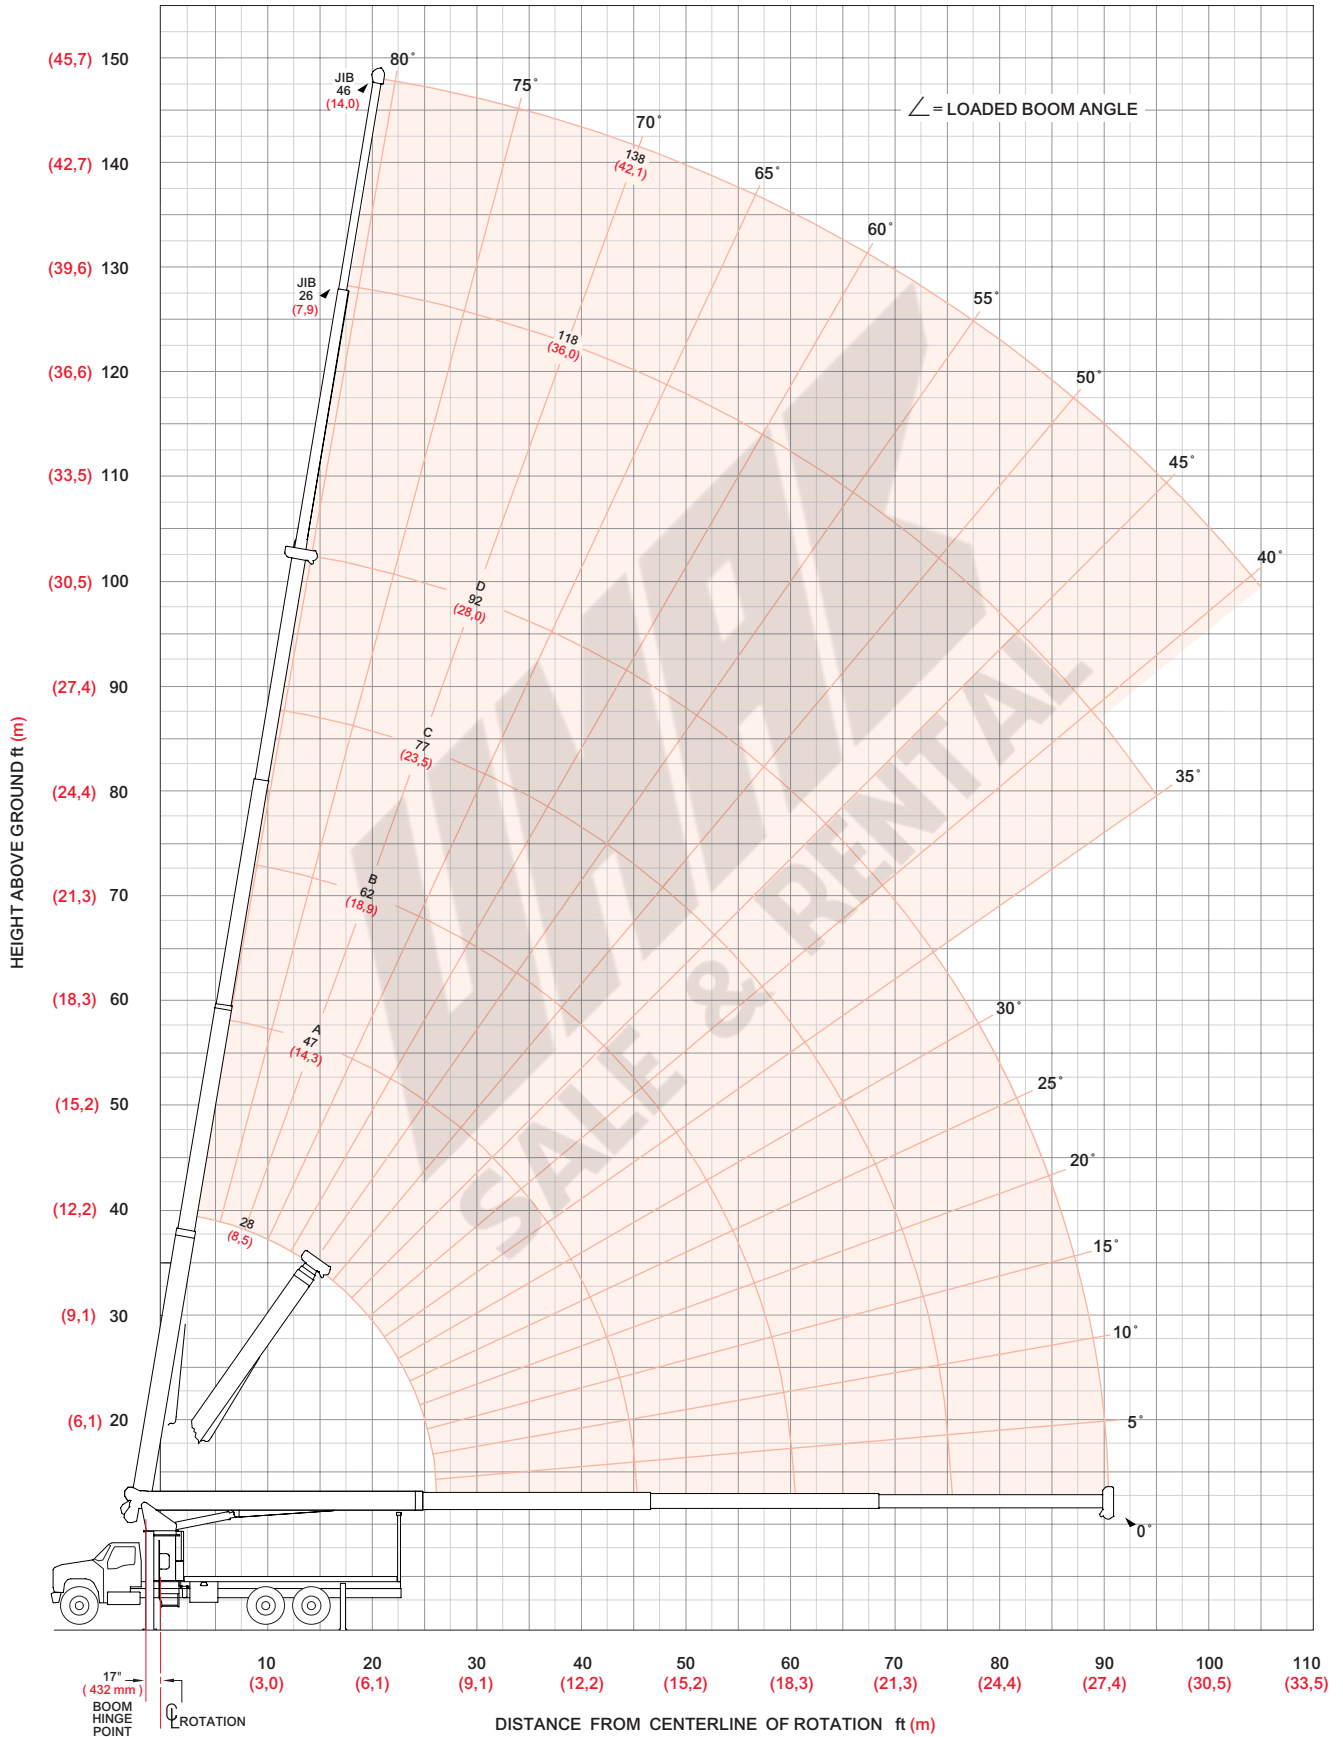 (45,7) 150
80°
JIB
46
(14,0)
75°
∠ = LOADED BOOM ANGLE
70°
138
(42,1)
(42,7) 140
65°
60°
(39,6) 130
JIB
26
(7,9)
55°
118
(36,0)
(36,6) 120
50°
45°
(33,5) 110
40°
(30,5) 100
D
92
(28,0)
(27,4) 90
C
77
(23,5)
35°
(24,4) 80
(21,3) 70
B
62
(18,9)
UHAK
SALE & RENTAL
(18,3) 60
30°
A
47
(14,3)
25°
(15,2) 50
20°
(12,2) 40
28
(8,5)
15°
(9,1) 30
10°
(6,1) 20
5°
0°
HEIGHT ABOVE GROUND ft (m)
10 20 30 40 50 60 70 80 90 100 110
(3,0) (6,1) (9,1) (12,2) (15,2) (18,3) (21,3) (24,4) (27,4) (30,5) (33,5)
17"
( 432 mm )
BOOM
HINGE
POINT
℄ ROTATION
DISTANCE FROM CENTERLINE OF ROTATION ft (m)